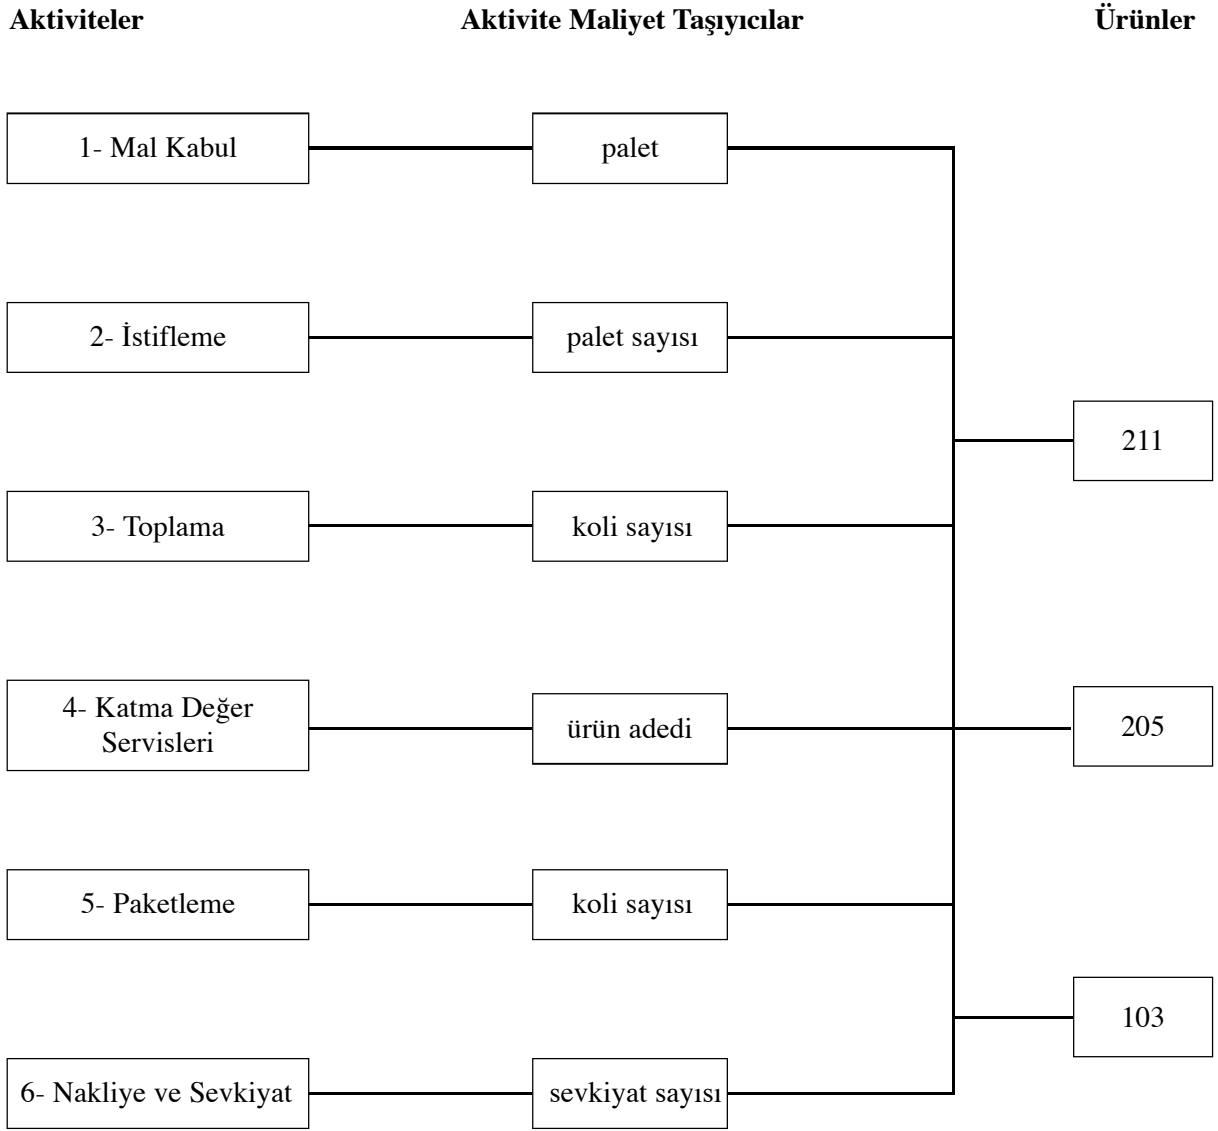 Aktiviteler
Aktivite Maliyet Taşıyıcılar
Ürünler
1- Mal Kabul
palet
2- İstifleme
palet sayısı
211
3- Toplama
koli sayısı
4- Katma Değer
Servisleri
ürün adedi
205
5- Paketleme
koli sayısı
103
6- Nakliye ve Sevkiyat
sevkiyat sayısı